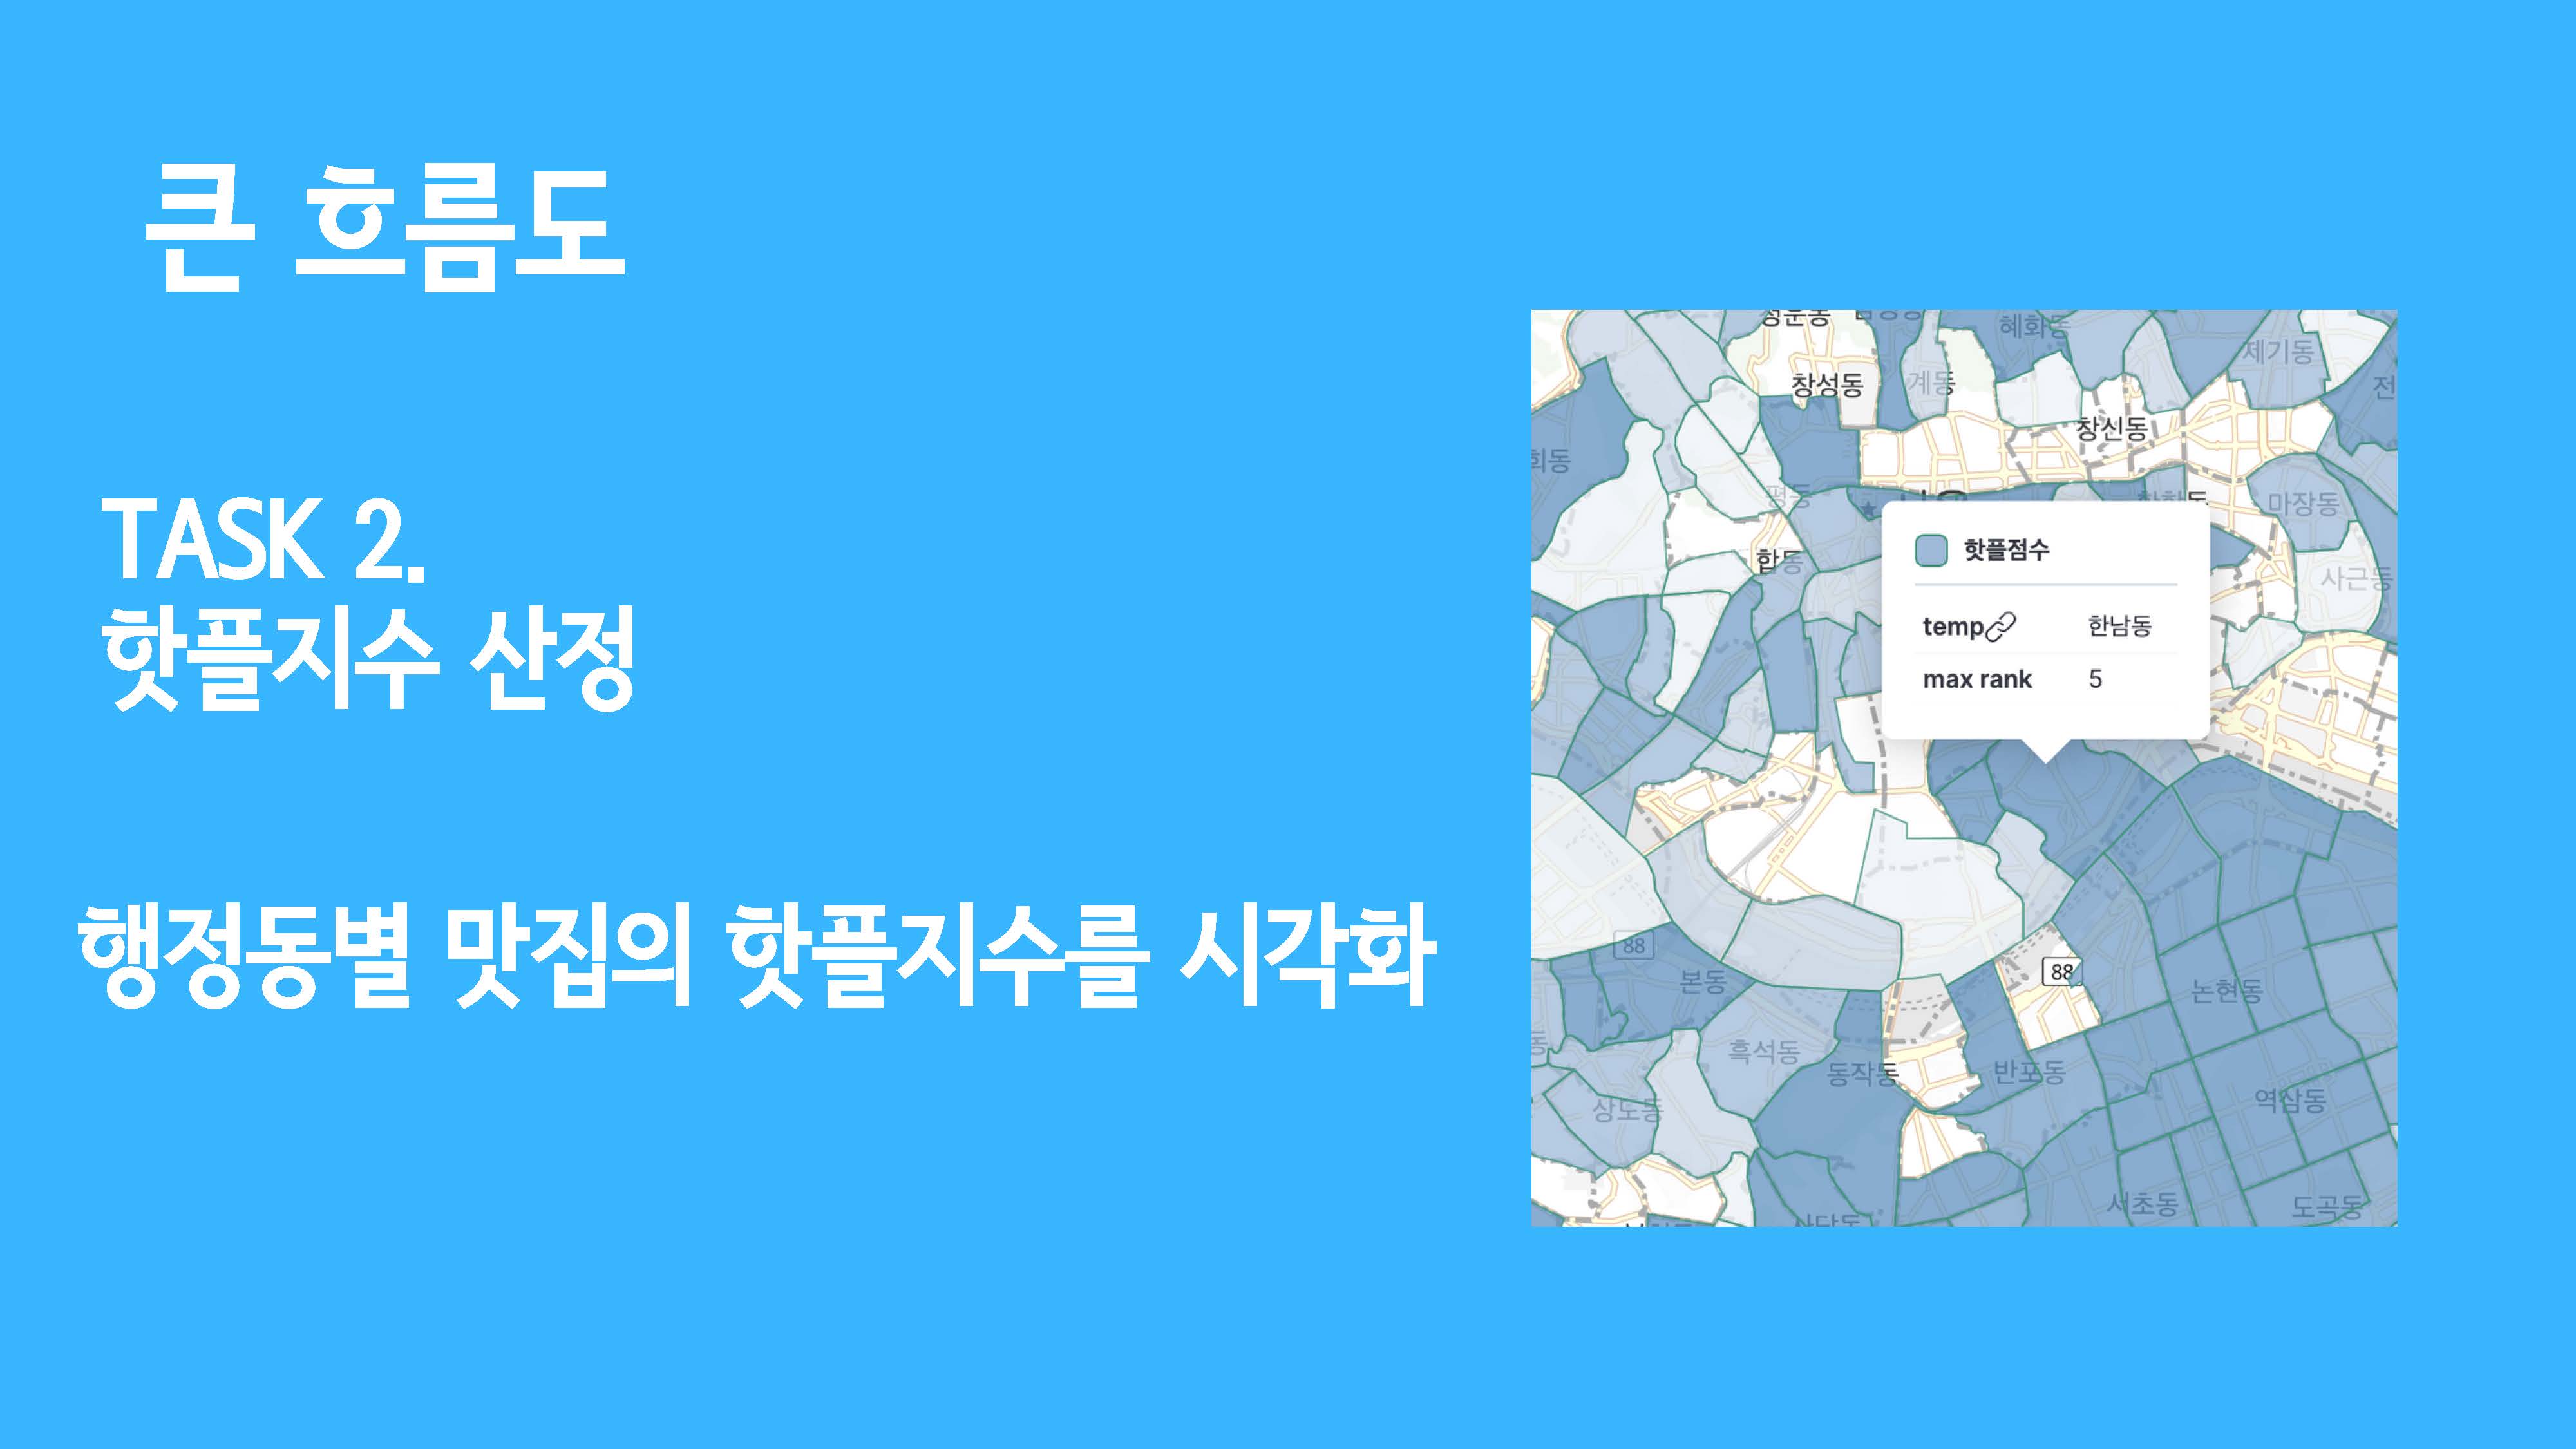 큰 흐름도
TASK 2.
핫플지수 산정
행정동별 맛집의 핫플지수를 시각화
혜화동
제기동
창성동
계동
전
창신동
회동
평동
마장동
합동
사근동
핫플점수
temp 한남동
max rank 5
88
88
본동
논현동
흑석동
동작동
반포동
상도동
역삼동
서초동
도곡동